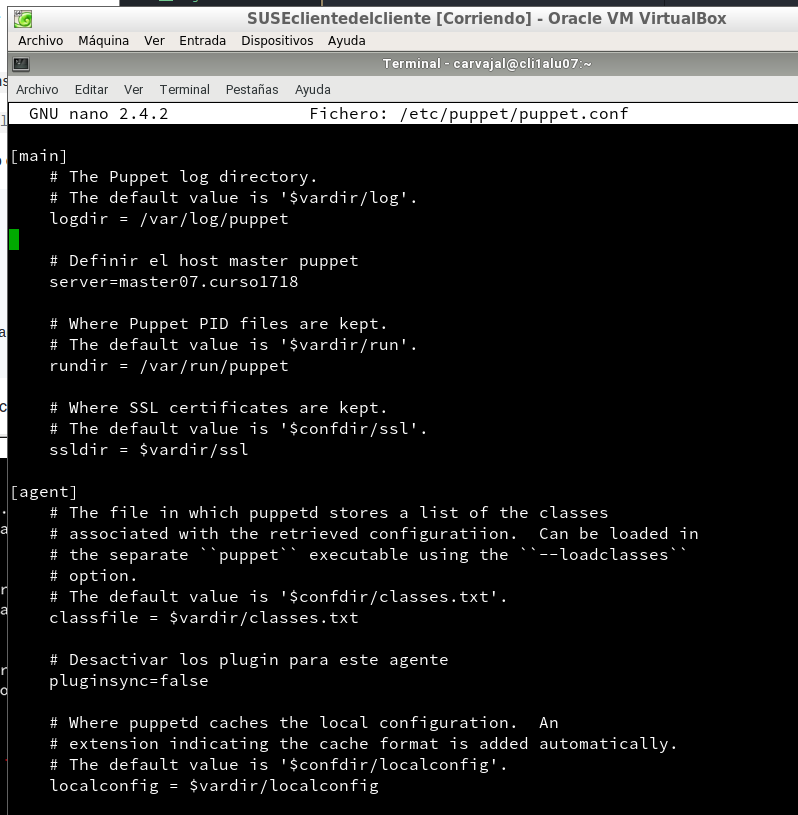 SUSEclientedelcliente [Corriendo] - Oracle VM VirtualBox
Archivo Máquina Ver Entrada Dispositivos Ayuda
Terminal - carvajal@cli1alu07:~
Archivo Editar Ver Terminal Pestañas Ayuda
GNU nano 2.4.2 Fichero: /etc/puppet/puppet.conf
[main]
# The Puppet log directory.
# The default value is '$vardir/log'.
logdir = /var/log/puppet
# Definir el host master puppet
server=master07.curso1718
# Where Puppet PID files are kept.
# The default value is '$vardir/run'.
rundir = /var/run/puppet
# Where SSL certificates are kept.
# The default value is '$confdir/ssl'.
ssldir = $vardir/ssl
[agent]
# The file in which puppetd stores a list of the classes
# associated with the retrieved configuratiion.  Can be loaded in
# the separate ``puppet`` executable using the ``--loadclasses``
# option.
# The default value is '$confdir/classes.txt'.
classfile = $vardir/classes.txt
# Desactivar los plugin para este agente
pluginsync=false
# Where puppetd caches the local configuration.  An
# extension indicating the cache format is added automatically.
# The default value is '$confdir/localconfig'.
localconfig = $vardir/localconfig